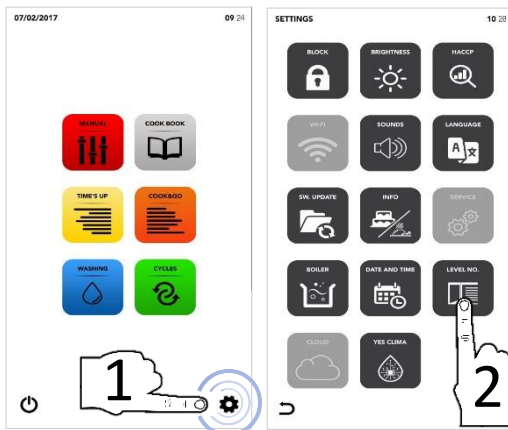 07/02/2017 09 24
MANUAL COOK BOOK
TIME'S UP COOK&GO
WASHING CYCLES
1
SETTINGS 10 28
BLOCK BRIGHTNESS HACCP
WI-FI SOUNDS LANGUAGE
A 文
SW. UPDATE INFO SERVICE
BOILER DATE AND TIME LEVEL NO.
CLOUD YES CLIMA
2